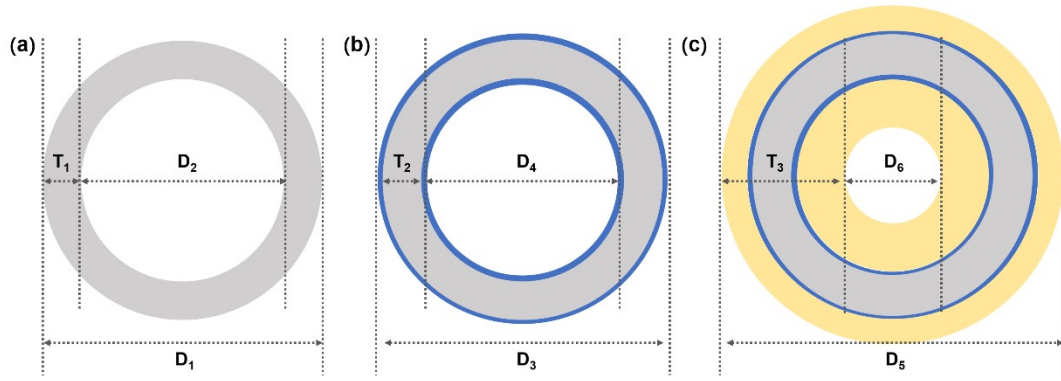 (a)
T₁
D₂
D₁
(b)
T₂
D₄
D₃
(c)
T₃
D₆
D₅